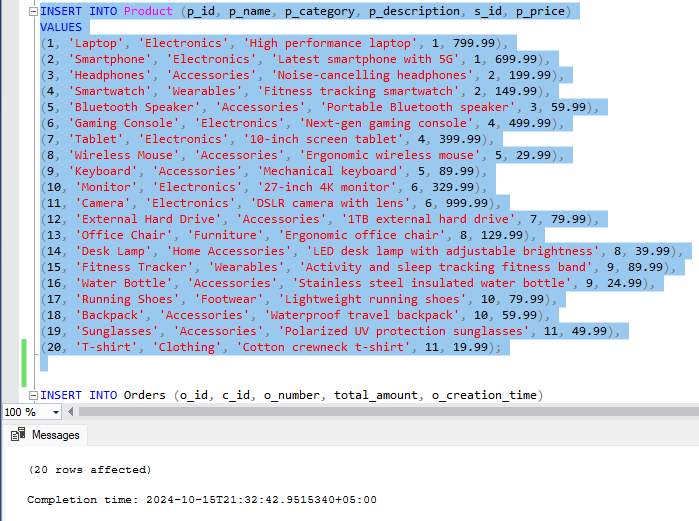 INSERT INTO Product (p_id, p_name, p_category, p_description, s_id, p_price)
VALUES
(1, 'Laptop', 'Electronics', 'High performance laptop', 1, 799.99),
(2, 'Smartphone', 'Electronics', 'Latest smartphone with 5G', 1, 699.99),
(3, 'Headphones', 'Accessories', 'Noise-cancelling headphones', 2, 199.99),
(4, 'Smartwatch', 'Wearables', 'Fitness tracking smartwatch', 2, 149.99),
(5, 'Bluetooth Speaker', 'Accessories', 'Portable Bluetooth speaker', 3, 59.99),
(6, 'Gaming Console', 'Electronics', 'Next-gen gaming console', 4, 499.99),
(7, 'Tablet', 'Electronics', '10-inch screen tablet', 4, 399.99),
(8, 'Wireless Mouse', 'Accessories', 'Ergonomic wireless mouse', 5, 29.99),
(9, 'Keyboard', 'Accessories', 'Mechanical keyboard', 5, 89.99),
(10, 'Monitor', 'Electronics', '27-inch 4K monitor', 6, 329.99),
(11, 'Camera', 'Electronics', 'DSLR camera with lens', 6, 999.99),
(12, 'External Hard Drive', 'Accessories', '1TB external hard drive', 7, 79.99),
(13, 'Office Chair', 'Furniture', 'Ergonomic office chair', 8, 129.99),
(14, 'Desk Lamp', 'Home Accessories', 'LED desk lamp with adjustable brightness', 8, 39.99),
(15, 'Fitness Tracker', 'Wearables', 'Activity and sleep tracking fitness band', 9, 89.99),
(16, 'Water Bottle', 'Accessories', 'Stainless steel insulated water bottle', 9, 24.99),
(17, 'Running Shoes', 'Footwear', 'Lightweight running shoes', 10, 79.99),
(18, 'Backpack', 'Accessories', 'Waterproof travel backpack', 10, 59.99),
(19, 'Sunglasses', 'Accessories', 'Polarized UV protection sunglasses', 11, 49.99),
(20, 'T-shirt', 'Clothing', 'Cotton crewneck t-shirt', 11, 19.99);
INSERT INTO Orders (o_id, c_id, o_number, total_amount, o_creation_time)
100 %
Messages
(20 rows affected)
Completion time: 2024-10-15T21:32:42.9515340+05:00